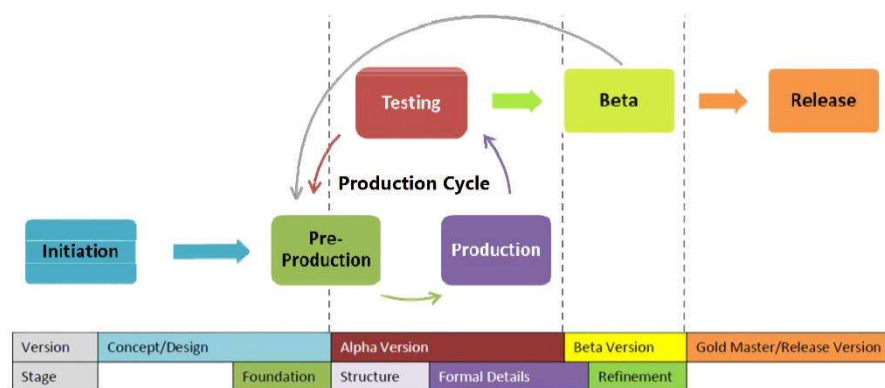 Testing
Beta
Release
Production Cycle
Initiation
Pre-
Production
Production
Version Concept/Design Alpha Version Beta Version Gold Master/Release Version
Stage Foundation Structure Formal Details Refinement